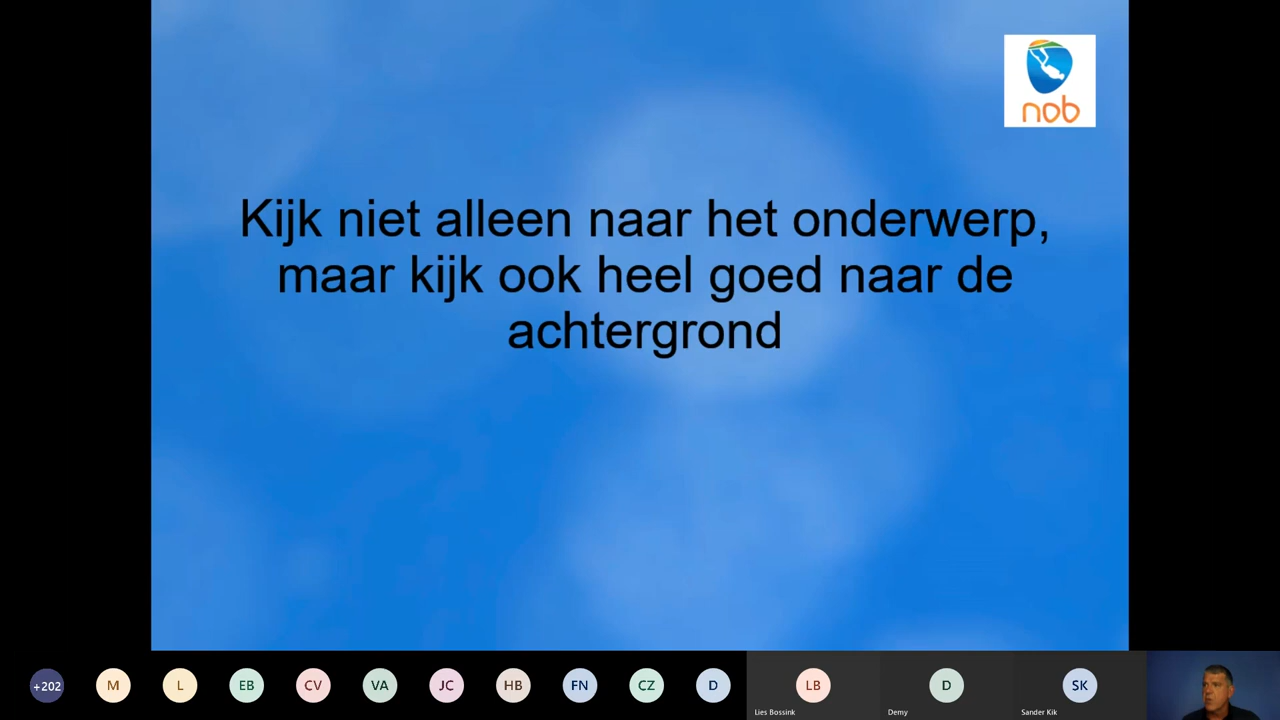 nob
Kijk niet alleen naar het onderwerp,
maar kijk ook heel goed naar de
achtergrond
+202
M
L
EB
CV
VA
JC
HB
FN
CZ
D
LB
Lies Bossink
D
Demy
SK
Sander Kik